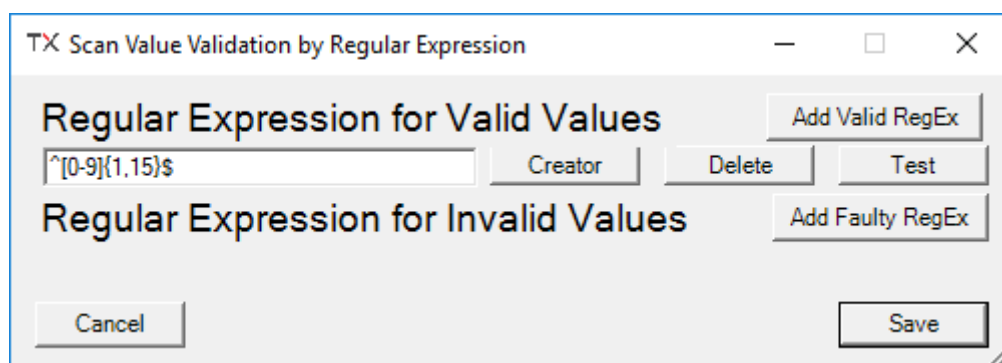 TX Scan Value Validation by Regular Expression
Regular Expression for Valid Values Add Valid RegEx
^[0-9]{1,15}$ Creator Delete Test
Regular Expression for Invalid Values Add Faulty RegEx
Cancel Save